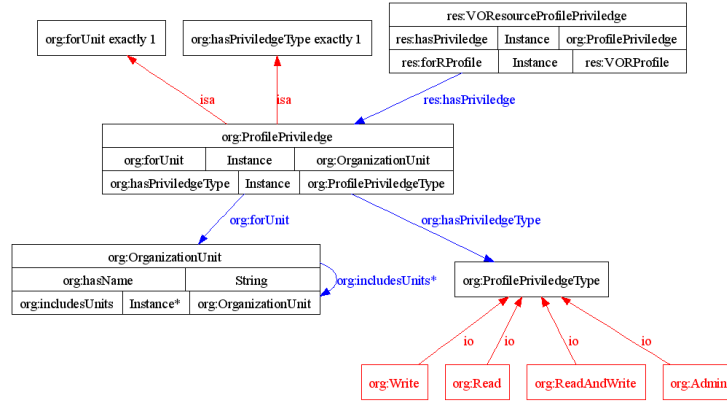 res:VOResourceProfilePriviledge
org:forUnit exactly 1
org:hasPriviledgeType exactly 1
res:hasPriviledge Instance org:ProfilePriviledge
res:forRProfile Instance res:VORProfile
isa
isa
res:hasPriviledge
org:ProfilePriviledge
org:forUnit Instance org:OrganizationUnit
org:hasPriviledgeType Instance org:ProfilePriviledgeType
org:forUnit
org:hasPriviledgeType
org:OrganizationUnit
org:hasName String
org:includesUnits Instance* org:OrganizationUnit
org:includesUnits*
org:ProfilePriviledgeType
io
io
io
io
org:Write
org:Read
org:ReadAndWrite
org:Admin